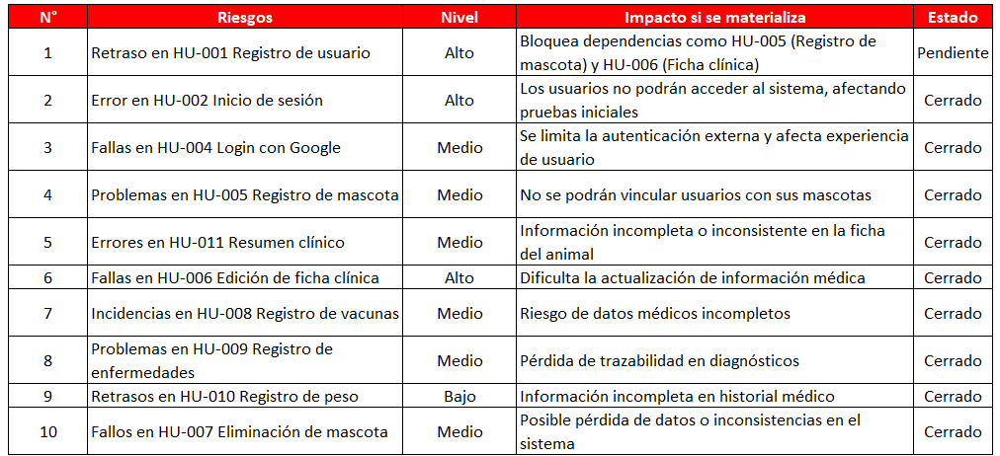 N° Riesgos Nivel Impacto si se materializa Estado
1 Retraso en HU-001 Registro de usuario Alto Bloquea dependencias como HU-005 (Registro de
mascota) y HU-006 (Ficha clínica) Pendiente
2 Error en HU-002 Inicio de sesión Alto Los usuarios no podrán acceder al sistema, afectando
pruebas iniciales Cerrado
3 Fallas en HU-004 Login con Google Medio Se limita la autenticación externa y afecta experiencia
de usuario Cerrado
4 Problemas en HU-005 Registro de mascota Medio No se podrán vincular usuarios con sus mascotas Cerrado
5 Errores en HU-011 Resumen clínico Medio Información incompleta o inconsistente en la ficha
del animal Cerrado
6 Fallas en HU-006 Edición de ficha clínica Alto Dificulta la actualización de información médica Cerrado
7 Incidencias en HU-008 Registro de vacunas Medio Riesgo de datos médicos incompletos Cerrado
8 Problemas en HU-009 Registro de
enfermedades Medio Pérdida de trazabilidad en diagnósticos Cerrado
9 Retrasos en HU-010 Registro de peso Bajo Información incompleta en historial médico Cerrado
10 Fallos en HU-007 Eliminación de mascota Medio Posible pérdida de datos o inconsistencias en el
sistema Cerrado